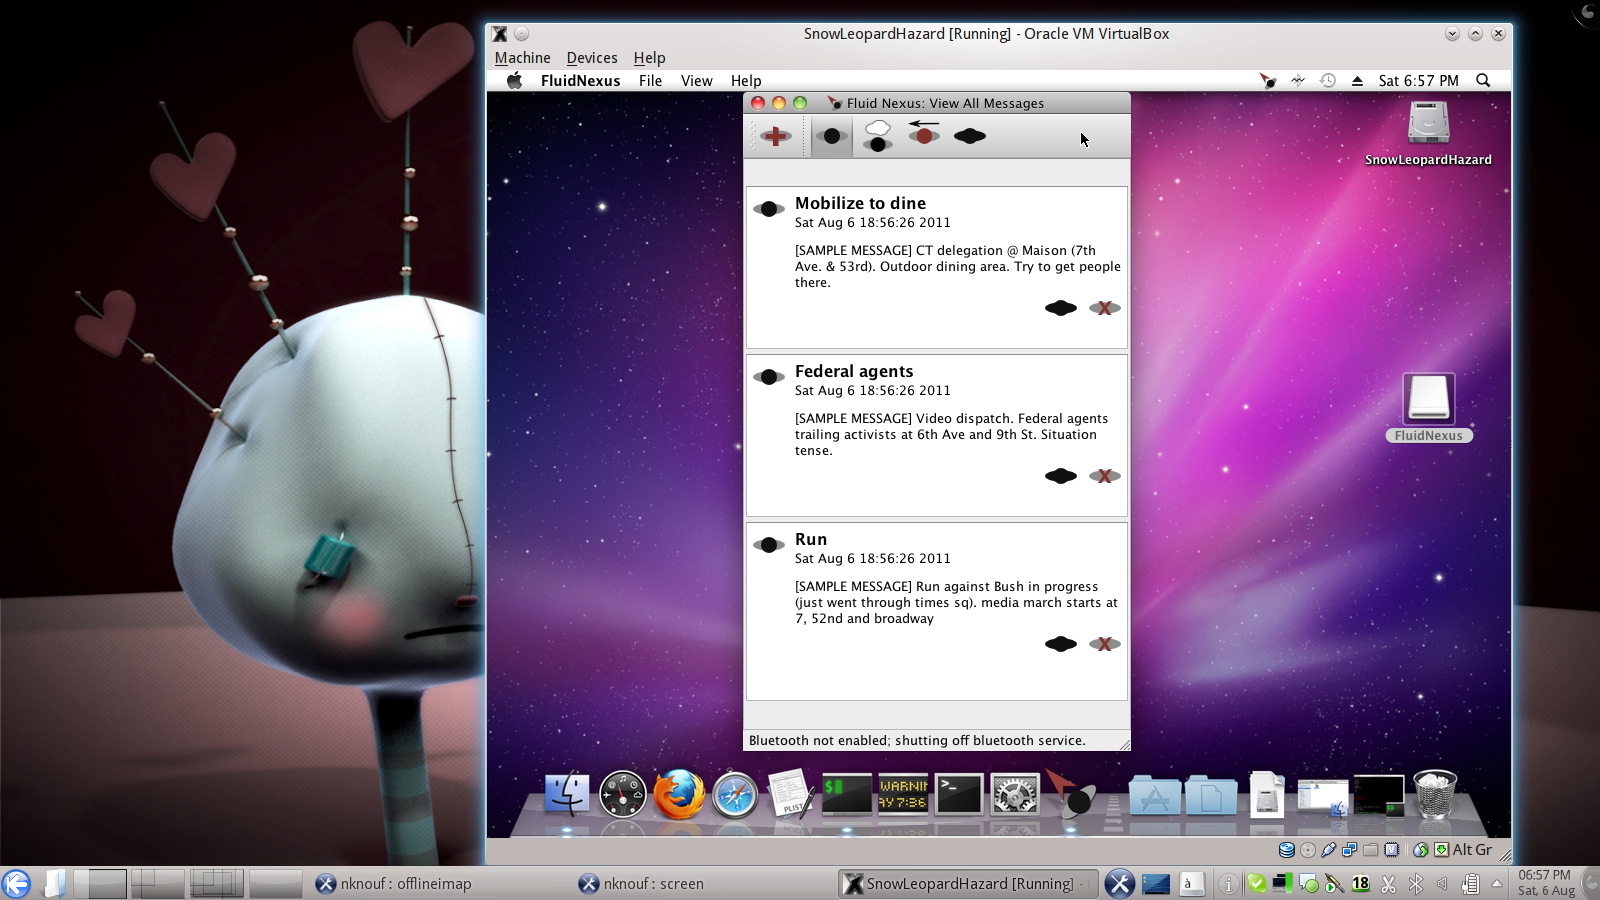 SnowLeopardHazard [Running] - Oracle VM VirtualBox
Machine Devices Help
FluidNexus File View Help Sat 6:57 PM
Fluid Nexus: View All Messages
SnowLeopardHazard
Mobilize to dine
Sat Aug 6 18:56:26 2011
[SAMPLE MESSAGE] CT delegation @ Maison (7th
Ave. & 53rd). Outdoor dining area. Try to get people
there.
Federal agents
Sat Aug 6 18:56:26 2011
[SAMPLE MESSAGE] Video dispatch. Federal agents
trailing activists at 6th Ave and 9th St. Situation
tense.
FluidNexus
Run
Sat Aug 6 18:56:26 2011
[SAMPLE MESSAGE] Run against Bush in progress
(just went through times sq). media march starts at
7, 52nd and broadway
Bluetooth not enabled; shutting off bluetooth service.
PLIST
$
WARNIN
AY 7:36
>_
Alt Gr
nknouf : offlineimap
nknouf : screen
SnowLeopardHazard [Running] -
à
18
06:57 PM
Sat, 6 Aug